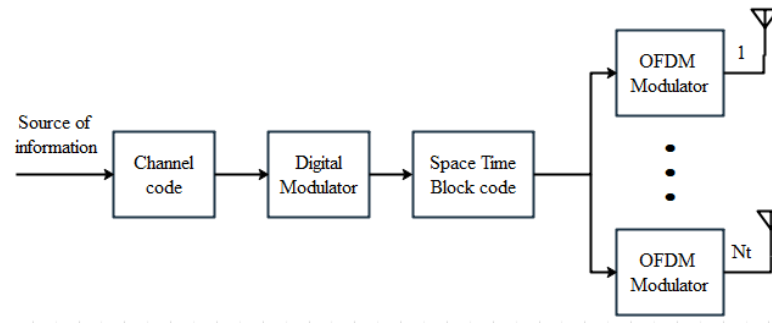 Source of
information
Channel
code
Digital
Modulator
Space Time
Block code
OFDM
Modulator
1
OFDM
Modulator
Nt